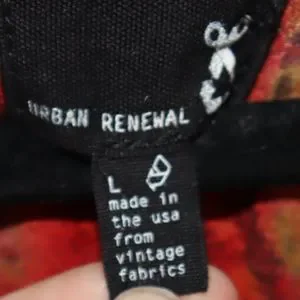 URBAN RENEWAL
L
made in
the usa
from
vintage
fabrics